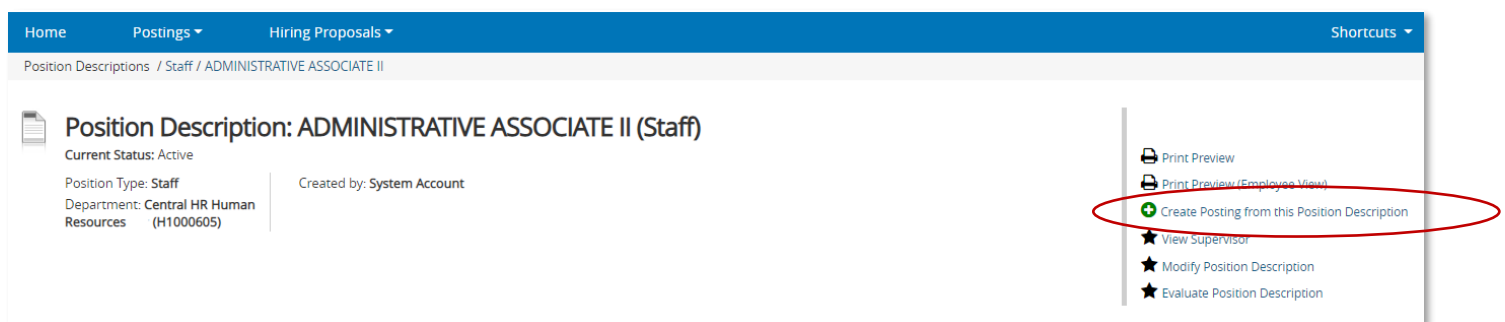 Home Postings Hiring Proposals Shortcuts
Position Descriptions / Staff / ADMINISTRATIVE ASSOCIATE II
Position Description: ADMINISTRATIVE ASSOCIATE II (Staff)
Current Status: Active
Position Type: Staff
Department: Central HR Human
Resources (H1000605)
Created by: System Account
Print Preview
Print Preview (Employee View)
Create Posting from this Position Description
View Supervisor
Modify Position Description
Evaluate Position Description